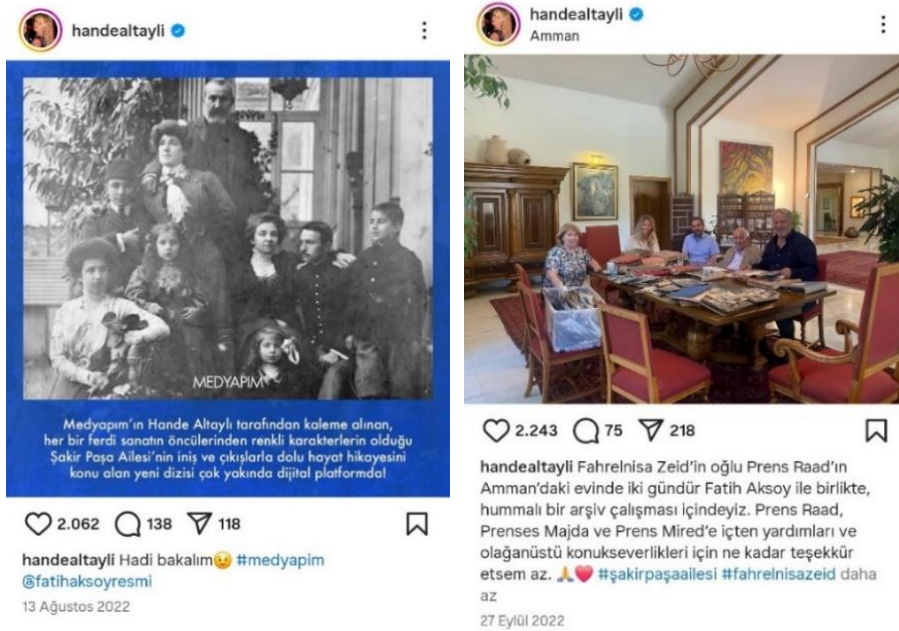 handealtayli
MEDYAPIM
Medyapım'ın Hande Altaylı tarafından kaleme alınan,
her bir ferdi sanatın öncülerinden renkli karakterlerin olduğu
Şakir Paşa Ailesi'nin iniş ve çıkışlarla dolu hayat hikayesini
konu alan yeni dizisi çok yakında dijital platformda!
2.062 138 118
handealtayli Hadi bakalım😉 #medyapim
@fatihaksoyresmi
13 Ağustos 2022
handealtayli
Amman
2.243 75 218
handealtayli Fahrelnisa Zeid'in oğlu Prens Raad'ın
Amman'daki evinde iki gündür Fatih Aksoy ile birlikte,
hummalı bir arşiv çalışması içindeyiz. Prens Raad,
Prenses Majda ve Prens Mired'e içten yardımları ve
olağanüstü konukseverlikleri için ne kadar teşekkür
etsem az. 🙏❤️ #şakirpaşaailesi #fahrelnisazeid daha
az
27 Eylül 2022